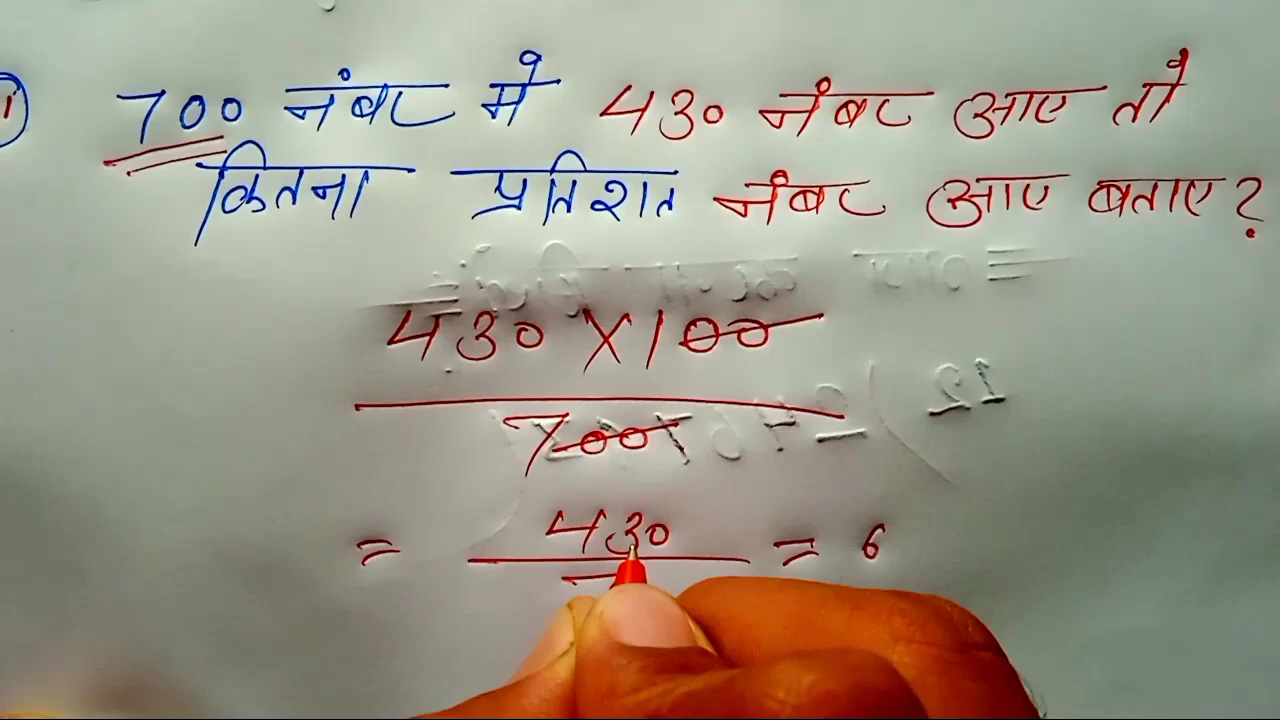 1
700 नंबर मे 430 नंबर आए तो
कितना प्रतिशत नंबर आए बताए?
430 X 100
700
= 430 = 6